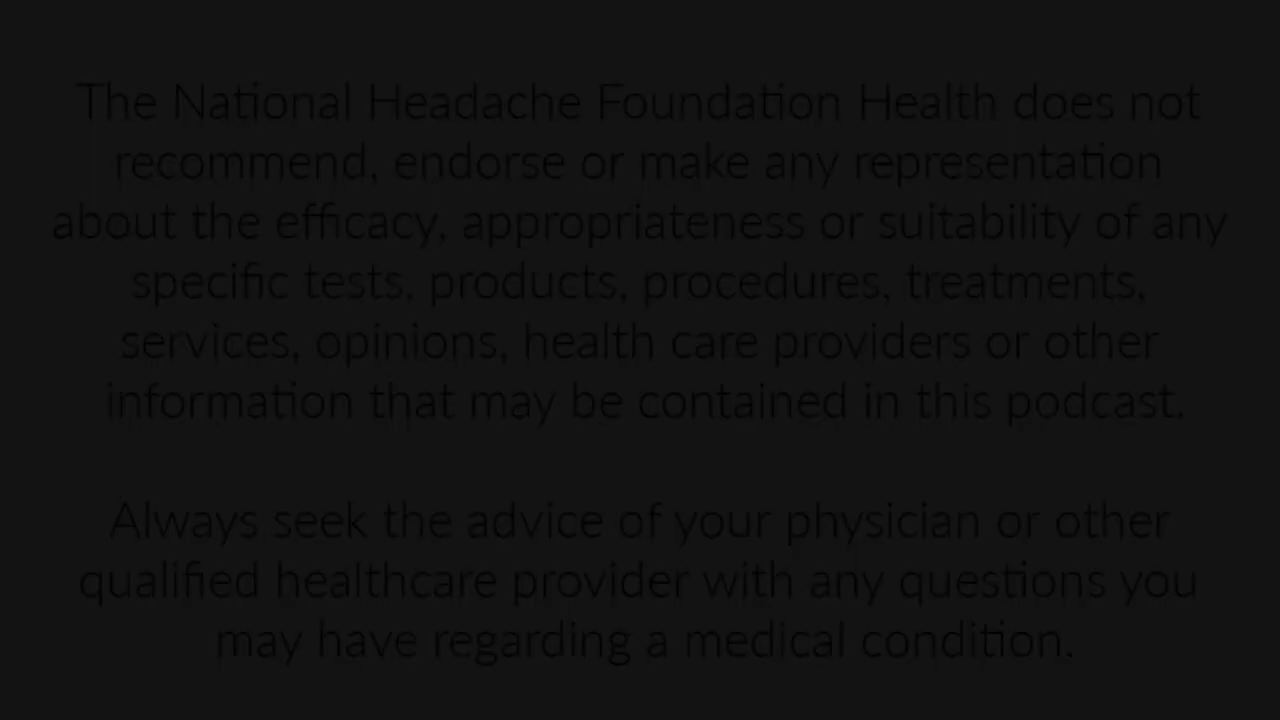 The National Headache Foundation Health does not
recommend, endorse or make any representation
about the efficacy, appropriateness or suitability of any
specific tests, products, procedures, treatments,
services, opinions, health care providers or other
information that may be contained in this podcast.
Always seek the advice of your physician or other
qualified healthcare provider with any questions you
may have regarding a medical condition.